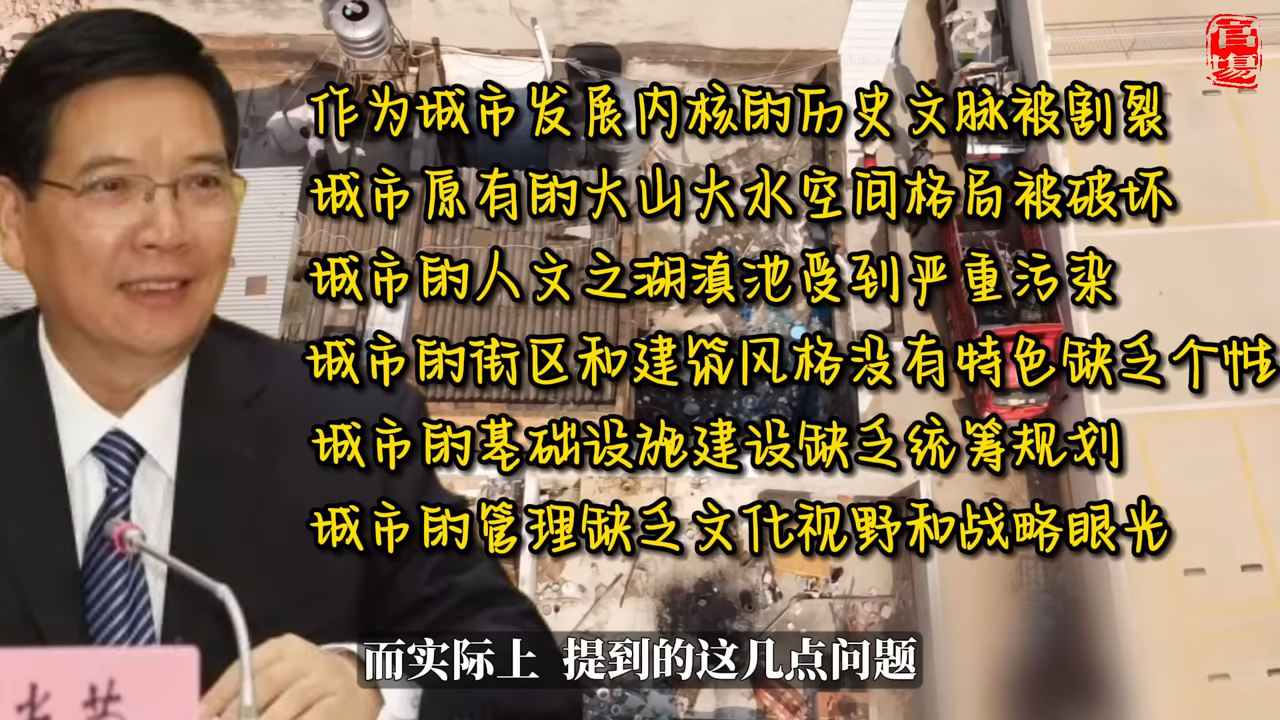 官場
作为城市发展内核的历史文脉被割裂
城市原有的大山大水空间格局被破坏
城市的人文之湖滇池受到严重污染
城市的街区和建筑风格没有特色缺乏个性
城市的基础设施建设缺乏统筹规划
城市的管理缺乏文化视野和战略眼光
而实际上 提到的这几点问题